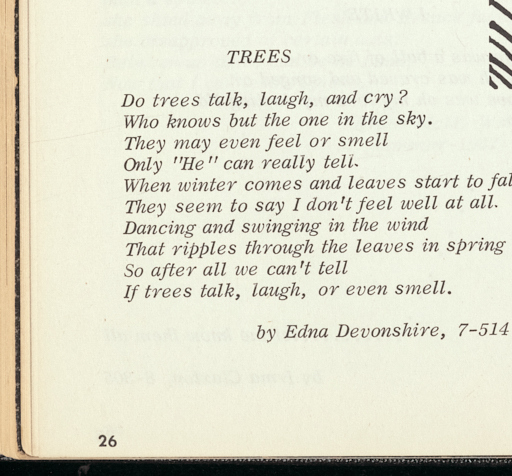 TREES
Do trees talk, laugh, and cry?
Who knows but the one in the sky.
They may even feel or smell
Only "He" can really tell.
When winter comes and leaves start to fal
They seem to say I don't feel well at all.
Dancing and swinging in the wind
That ripples through the leaves in spring
So after all we can't tell
If trees talk, laugh, or even smell.
by Edna Devonshire, 7-514
26